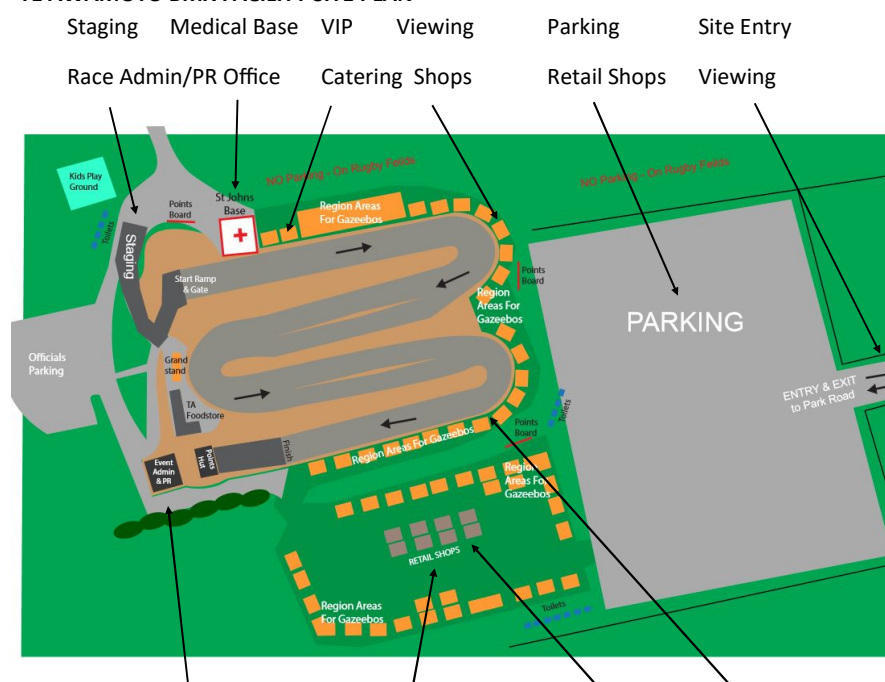 Staging Medical Base VIP Viewing Parking Site Entry
Race Admin/PR Office Catering Shops Retail Shops Viewing
NO Parking - On Rugby Feilds
NO Parking - On Rugby Feilds
Kids Play
Ground
Toilets
Points
Board
St Johns
Base
Region Areas
For Gazeebos
Staging
Start Ramp
& Gate
Points
Board
Region
Areas For
Gazeebos
PARKING
Officials
Parking
Grand
stand
TA
Foodstore
ENTRY & EXIT
to Park Road
Toilets
Points
Board
Finish
Points
Hut
Event
Admin
& PR
Region Areas For Gazeebos
Region
Areas For
Gazeebos
RETAIL SHOPS
Region Areas
For Gazeebos
Toilets